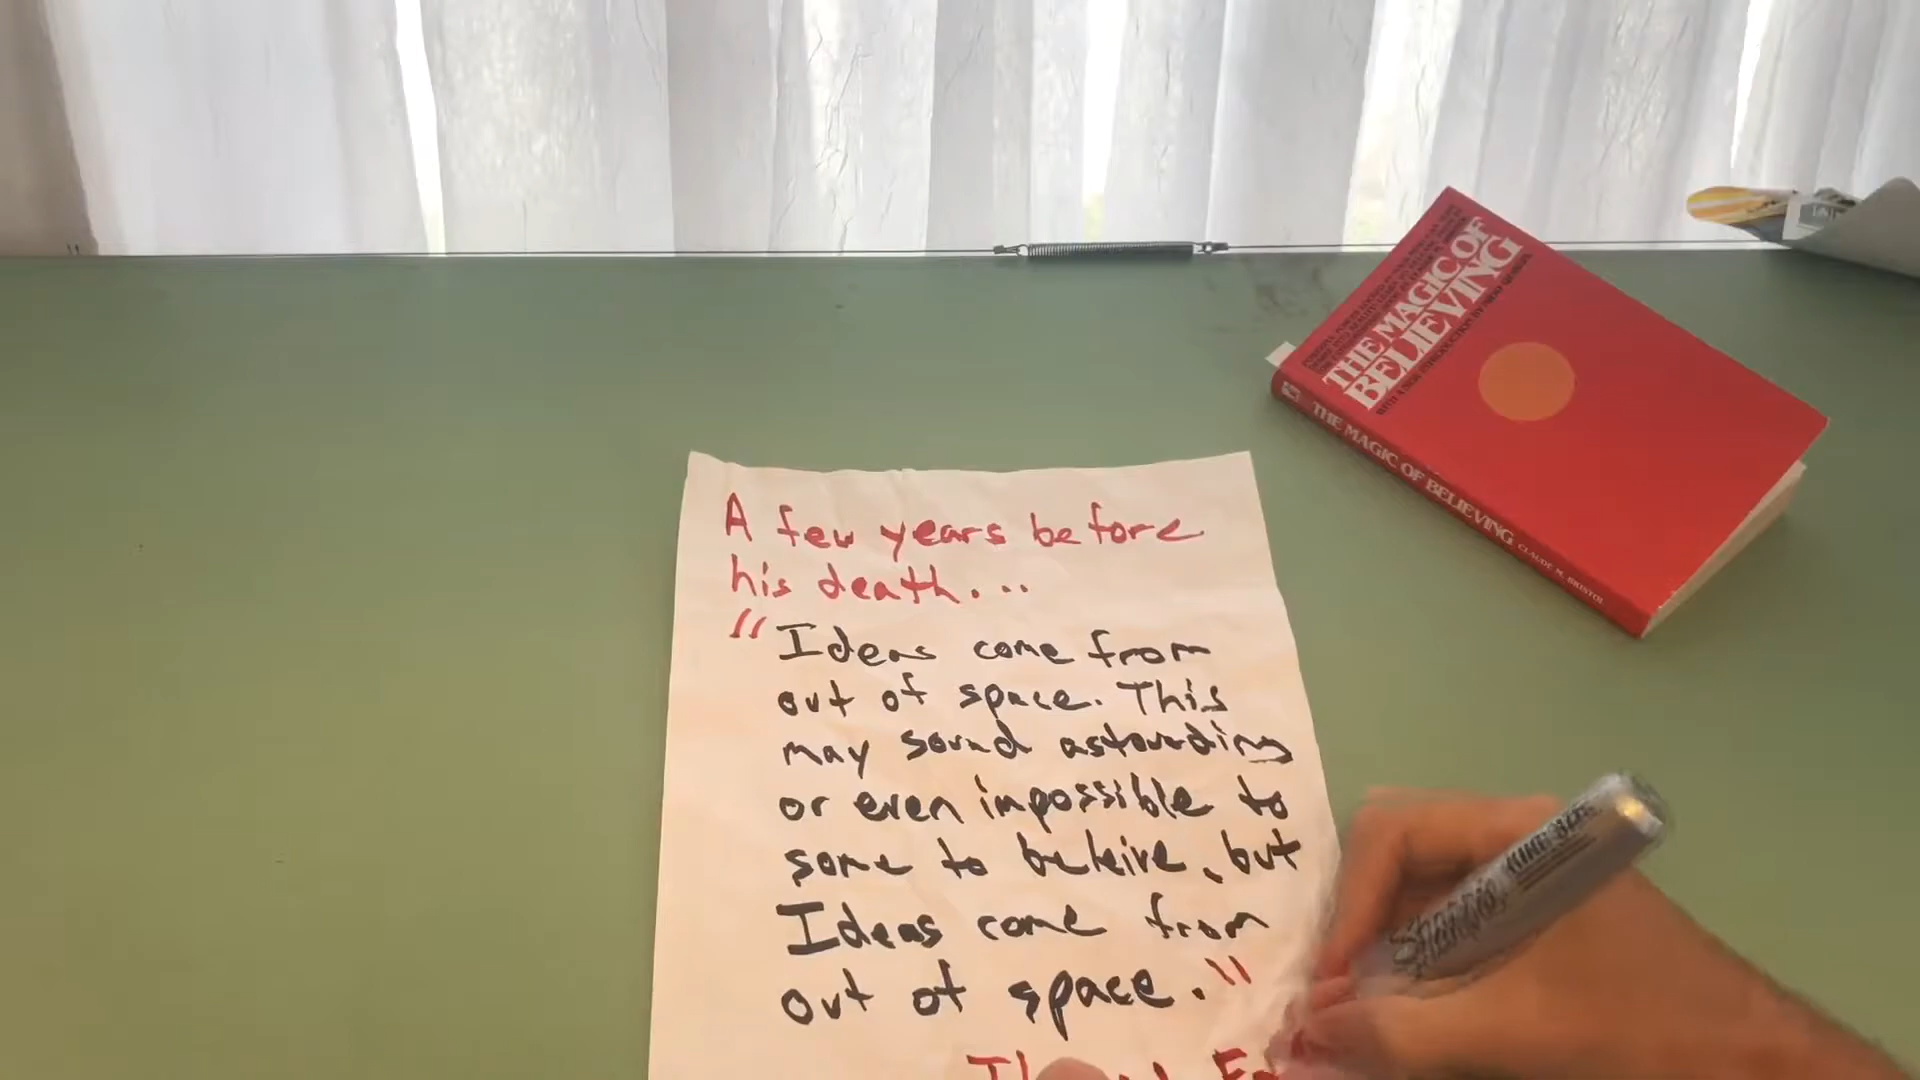 THE MAGIC OF
BELIEVING
THE MAGIC OF BELIEVING CLAUDE M. BRISTOL
A few years before
his death...
"Ideas come from
out of space. This
may sound astounding
or even impossible to
some to beleive, but
Ideas come from
out of space."
Sharpie